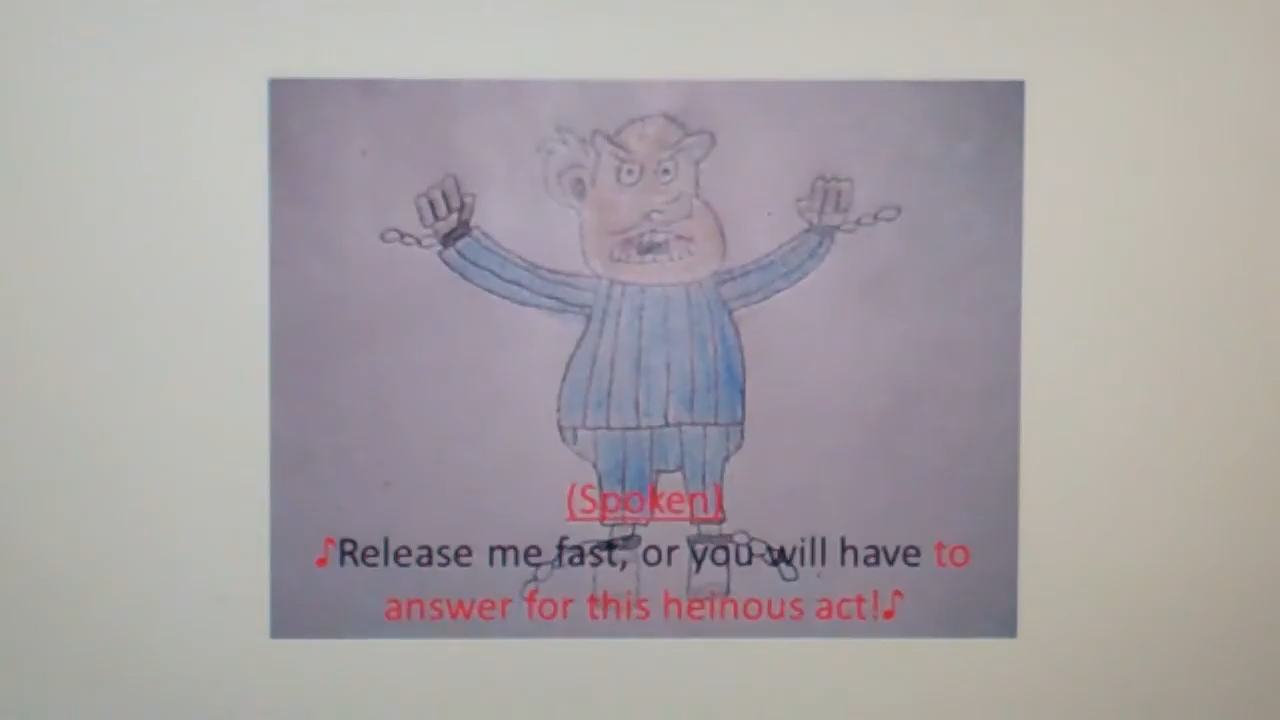 (Spoken)
♪Release me fast, or you will have to
answer for this heinous act!♪